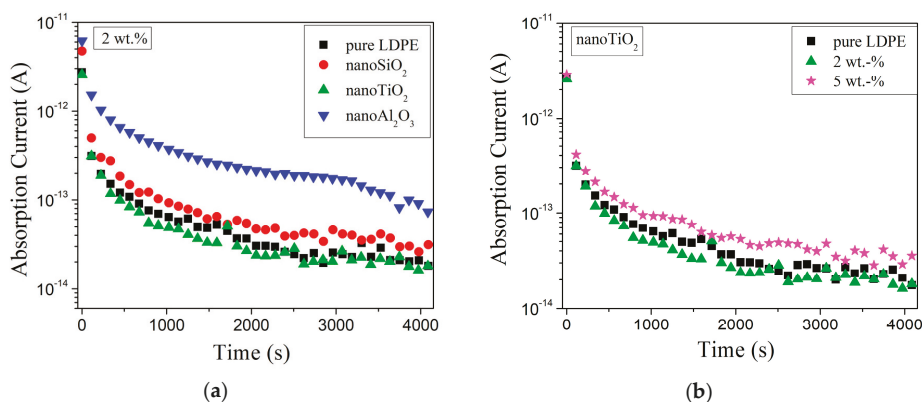 2 wt.%
pure LDPE
nanoSiO₂
nanoTiO₂
nanoAl₂O₃
10⁻¹¹
10⁻¹²
10⁻¹³
10⁻¹⁴
Absorption Current (A)
0 1000 2000 3000 4000
Time (s)
(a)
nanoTiO₂
pure LDPE
2 wt.-%
5 wt.-%
10⁻¹¹
10⁻¹²
10⁻¹³
10⁻¹⁴
Absorption Current (A)
0 1000 2000 3000 4000
Time (s)
(b)